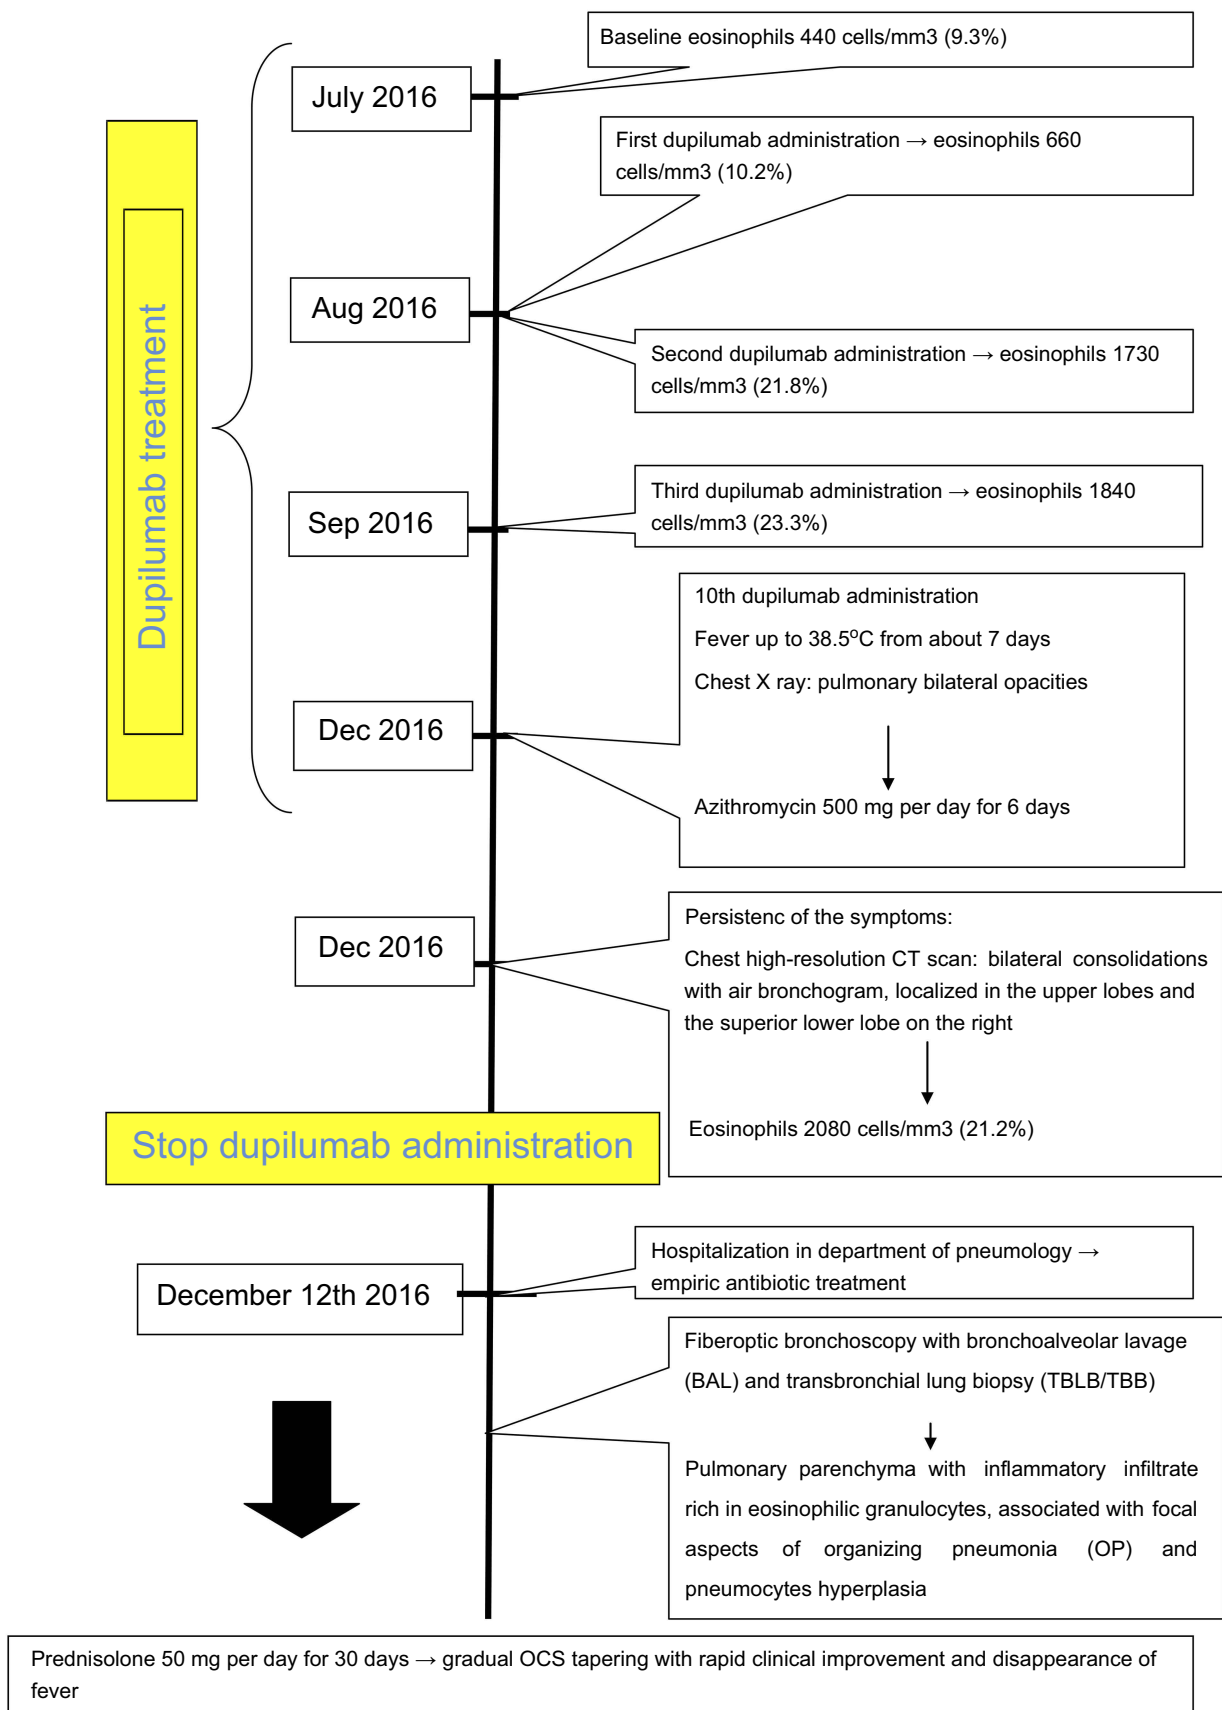 Baseline eosinophils 440 cells/mm3 (9.3%)
July 2016
First dupilumab administration → eosinophils 660
cells/mm3 (10.2%)
Dupilumab treatment
Aug 2016
Second dupilumab administration → eosinophils 1730
cells/mm3 (21.8%)
Sep 2016
Third dupilumab administration → eosinophils 1840
cells/mm3 (23.3%)
Dec 2016
10th dupilumab administration
Fever up to 38.5°C from about 7 days
Chest X ray: pulmonary bilateral opacities
Azithromycin 500 mg per day for 6 days
Dec 2016
Persistenc of the symptoms:
Chest high-resolution CT scan: bilateral consolidations
with air bronchogram, localized in the upper lobes and
the superior lower lobe on the right
Eosinophils 2080 cells/mm3 (21.2%)
Stop dupilumab administration
December 12th 2016
Hospitalization in department of pneumology →
empiric antibiotic treatment
Fiberoptic bronchoscopy with bronchoalveolar lavage
(BAL) and transbronchial lung biopsy (TBLB/TBB)
Pulmonary parenchyma with inflammatory infiltrate
rich in eosinophilic granulocytes, associated with focal
aspects of organizing pneumonia (OP) and
pneumocytes hyperplasia
Prednisolone 50 mg per day for 30 days → gradual OCS tapering with rapid clinical improvement and disappearance of
fever